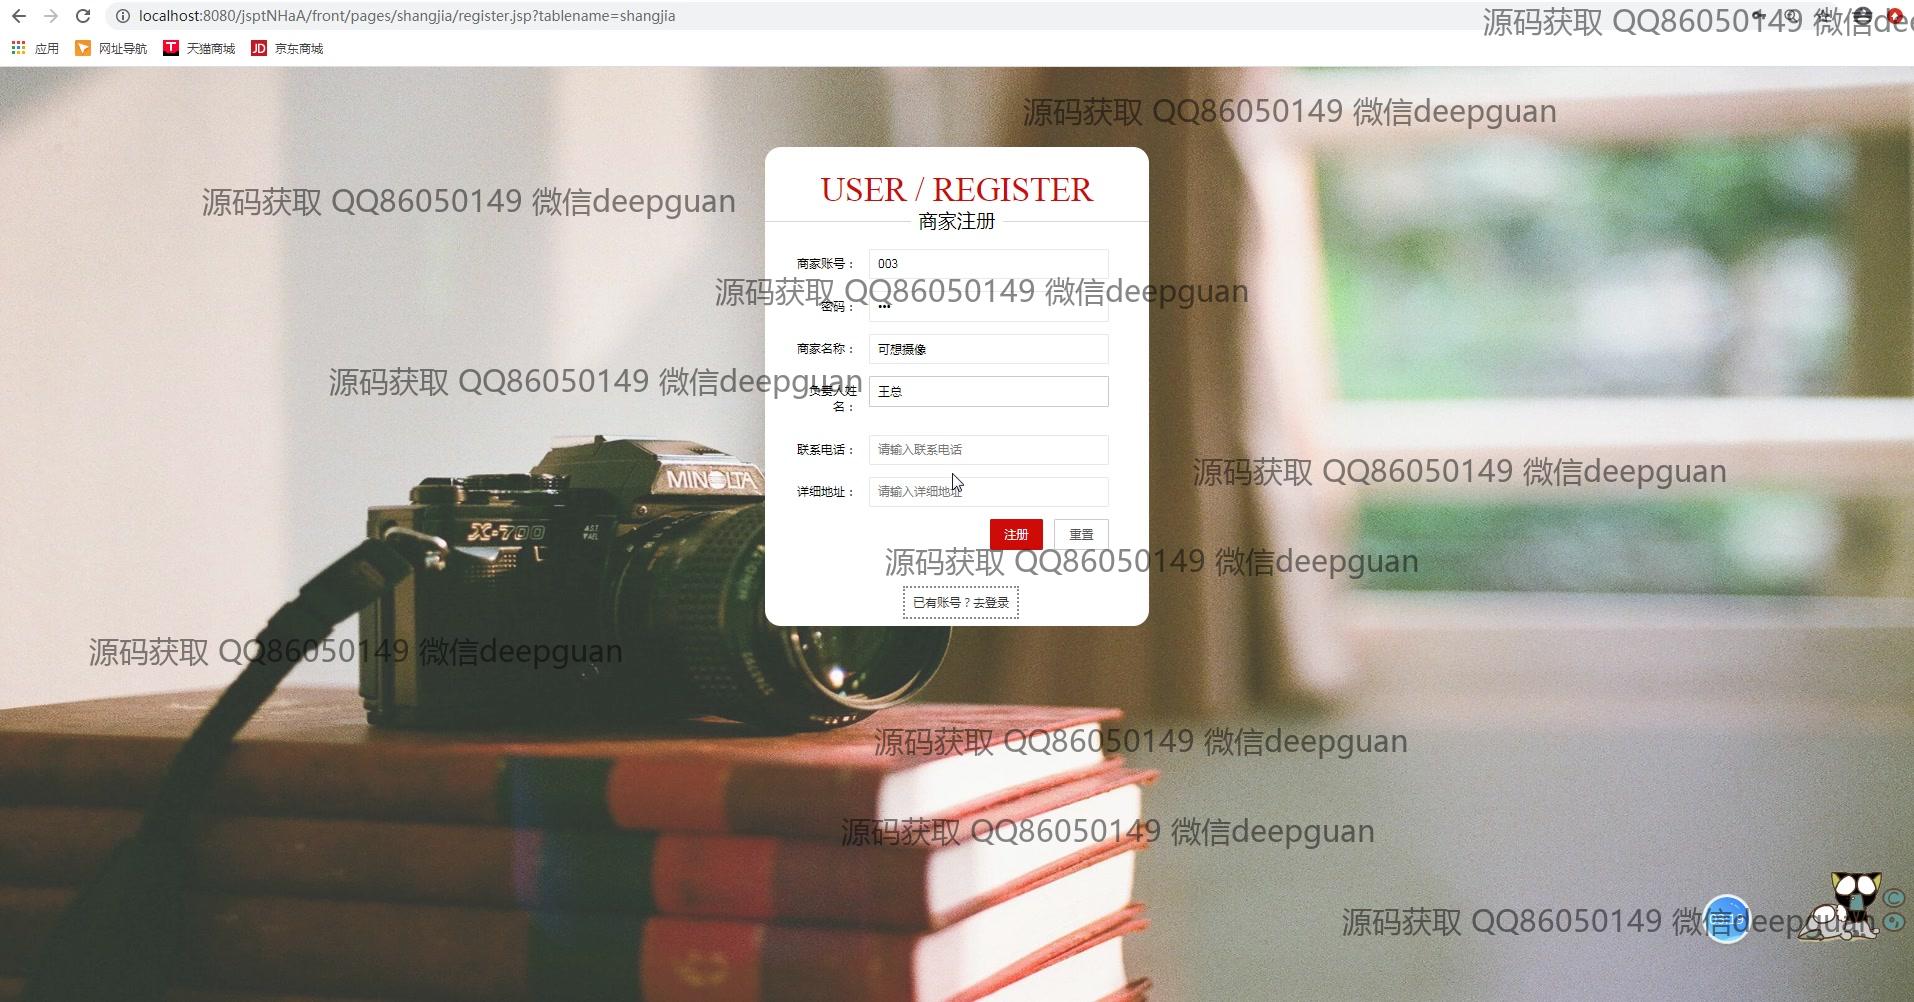 localhost:8080/jsptNHaA/front/pages/shangjia/register.jsp?tablename=shangjia
源码获取 QQ86050149 微信dee
应用 网址导航 天猫商城 JD 京东商城
源码获取 QQ86050149 微信deepguan
USER / REGISTER
源码获取 QQ86050149 微信deepguan
商家注册
商家账号： 003
源码获取 QQ86050149 微信deepguan
密码： •••
商家名称： 可想摄像
源码获取 QQ86050149 微信deepguan
负责人姓名： 王总
联系电话： 请输入联系电话
源码获取 QQ86050149 微信deepguan
MINOLTA
详细地址： 请输入详细地址
X-700
注册 重置
源码获取 QQ86050149 微信deepguan
已有账号？去登录
源码获取 QQ86050149 微信deepguan
源码获取 QQ86050149 微信deepguan
源码获取 QQ86050149 微信deepguan
源码获取 QQ86050149 微信deepguan